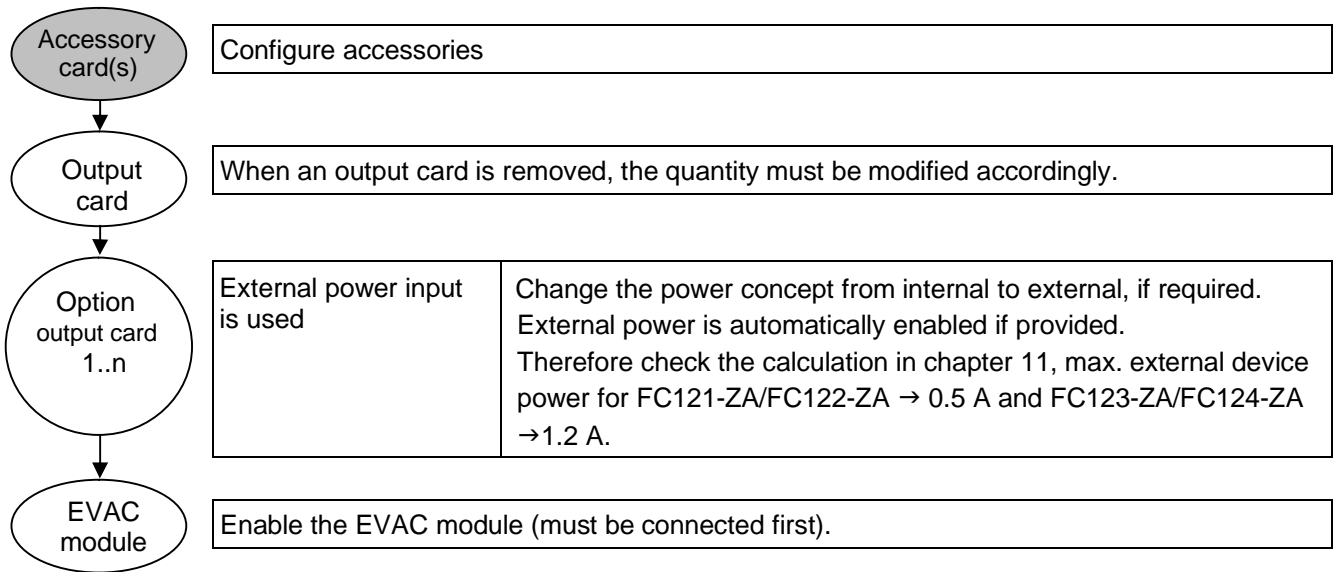 Accessory
card(s)
Configure accessories
Output
card
When an output card is removed, the quantity must be modified accordingly.
Option
output card
1..n
External power input
is used
Change the power concept from internal to external, if required.
External power is automatically enabled if provided.
Therefore check the calculation in chapter 11, max. external device
power for FC121-ZA/FC122-ZA → 0.5 A and FC123-ZA/FC124-ZA
→1.2 A.
EVAC
module
Enable the EVAC module (must be connected first).